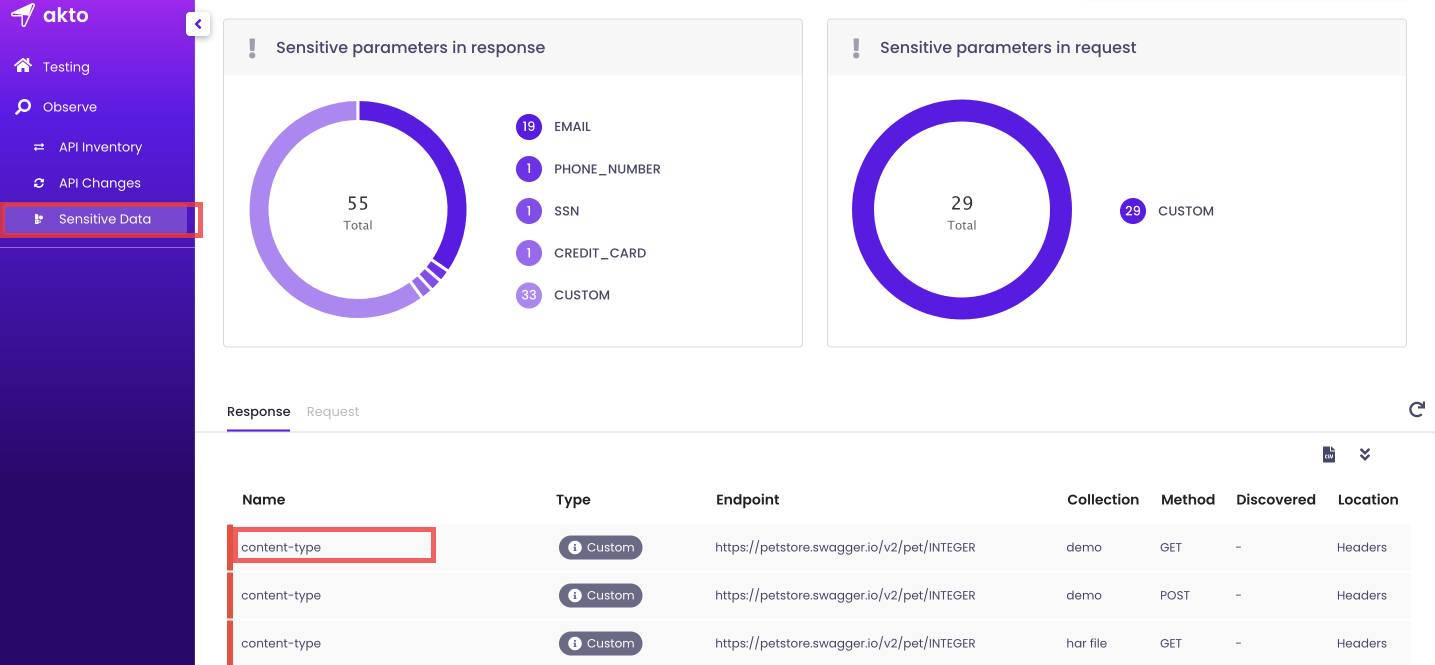 akto
Testing
Observe
API Inventory
API Changes
Sensitive Data
Sensitive parameters in response
55
Total
19 EMAIL
1 PHONE_NUMBER
1 SSN
1 CREDIT_CARD
33 CUSTOM
Sensitive parameters in request
29
Total
29 CUSTOM
Response Request
CSV
Name Type Endpoint Collection Method Discovered Location
content-type Custom https://petstore.swagger.io/v2/pet/INTEGER demo GET - Headers
content-type Custom https://petstore.swagger.io/v2/pet/INTEGER demo POST - Headers
content-type Custom https://petstore.swagger.io/v2/pet/INTEGER har file GET - Headers